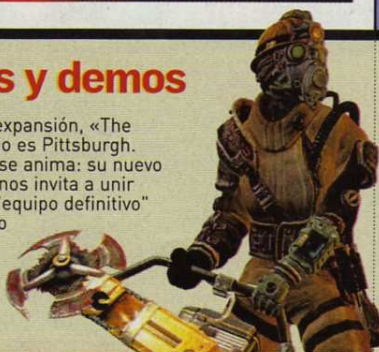 s y demos
expansión, «The
o es Pittsburgh.
se anima: su nuevo
nos invita a unir
equipo definitivo"
o